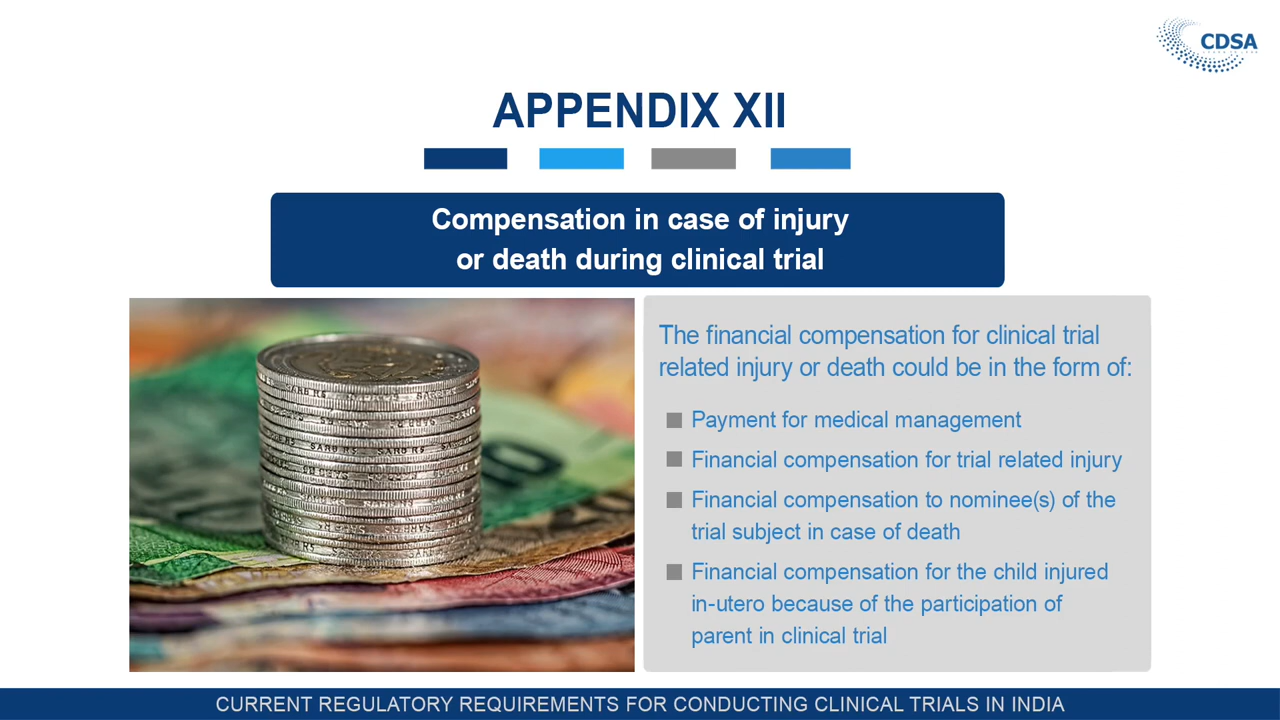 CDSA
APPENDIX XII
Compensation in case of injury
or death during clinical trial
The financial compensation for clinical trial
related injury or death could be in the form of:
Payment for medical management
Financial compensation for trial related injury
Financial compensation to nominee(s) of the
trial subject in case of death
Financial compensation for the child injured
in-utero because of the participation of
parent in clinical trial
CURRENT REGULATORY REQUIREMENTS FOR CONDUCTING CLINICAL TRIALS IN INDIA